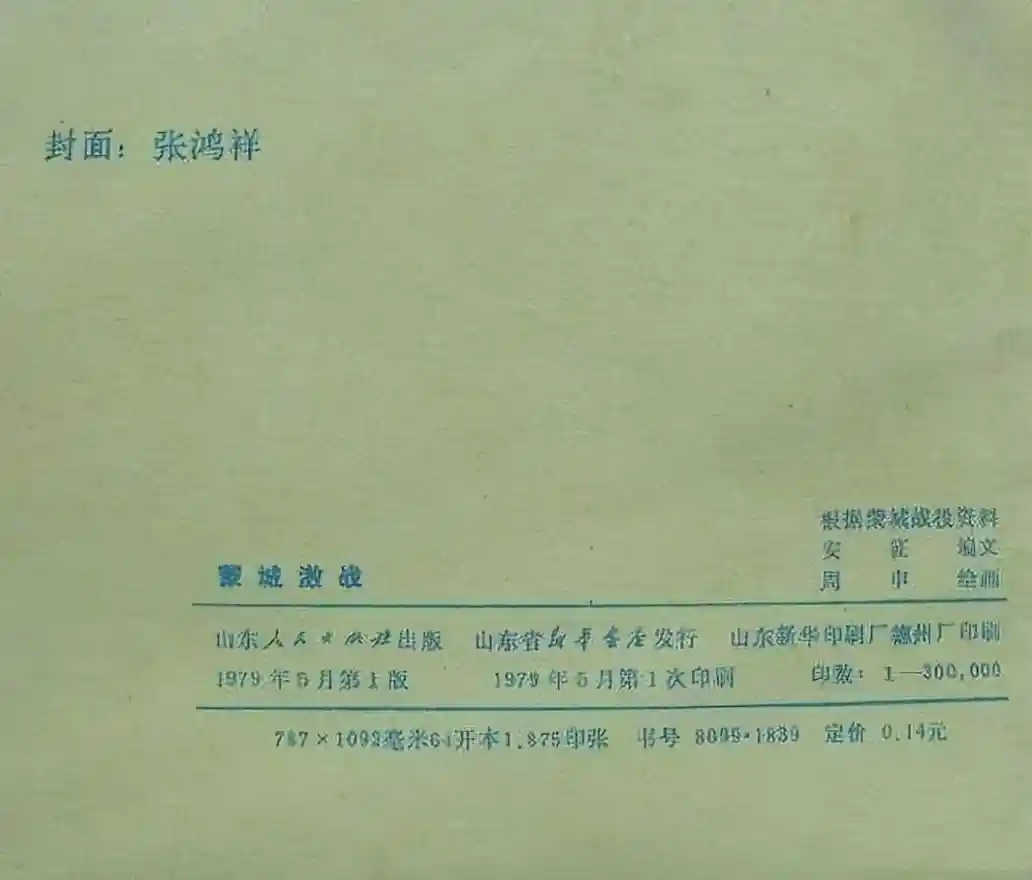 封面：张鸿祥
根据蒙城战役资料
安征编文
周申绘画
蒙城激战
山东人民出版社出版 山东省新华书店发行 山东新华印刷厂德州厂印刷
1979年5月第1版 1979年5月第1次印刷 印数：1—300,000
787×1092毫米64开本1.875印张 书号 8099·1839 定价 0.14元